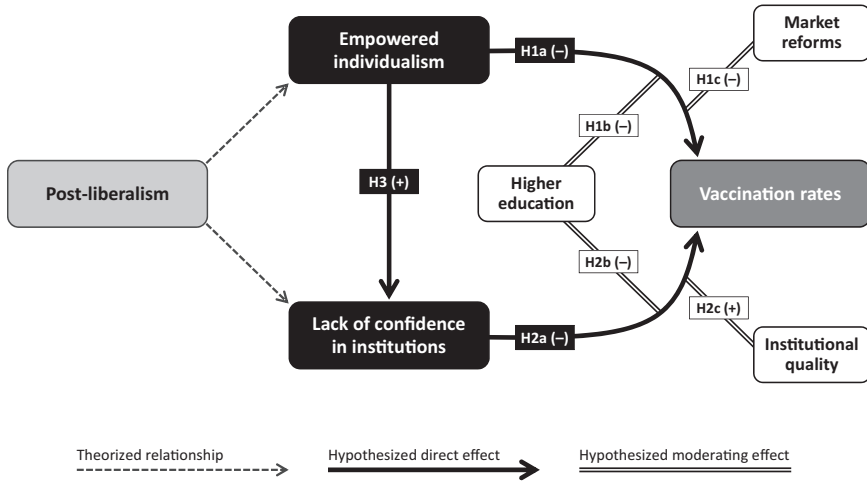 Empowered
individualism
H1a (–)
Market
reforms
H1c (–)
H1b (–)
Post-liberalism
H3 (+)
Higher
education
Vaccination rates
H2b (–)
H2c (+)
Lack of confidence
in institutions
H2a (–)
Institutional
quality
Theorized relationship
Hypothesized direct effect
Hypothesized moderating effect